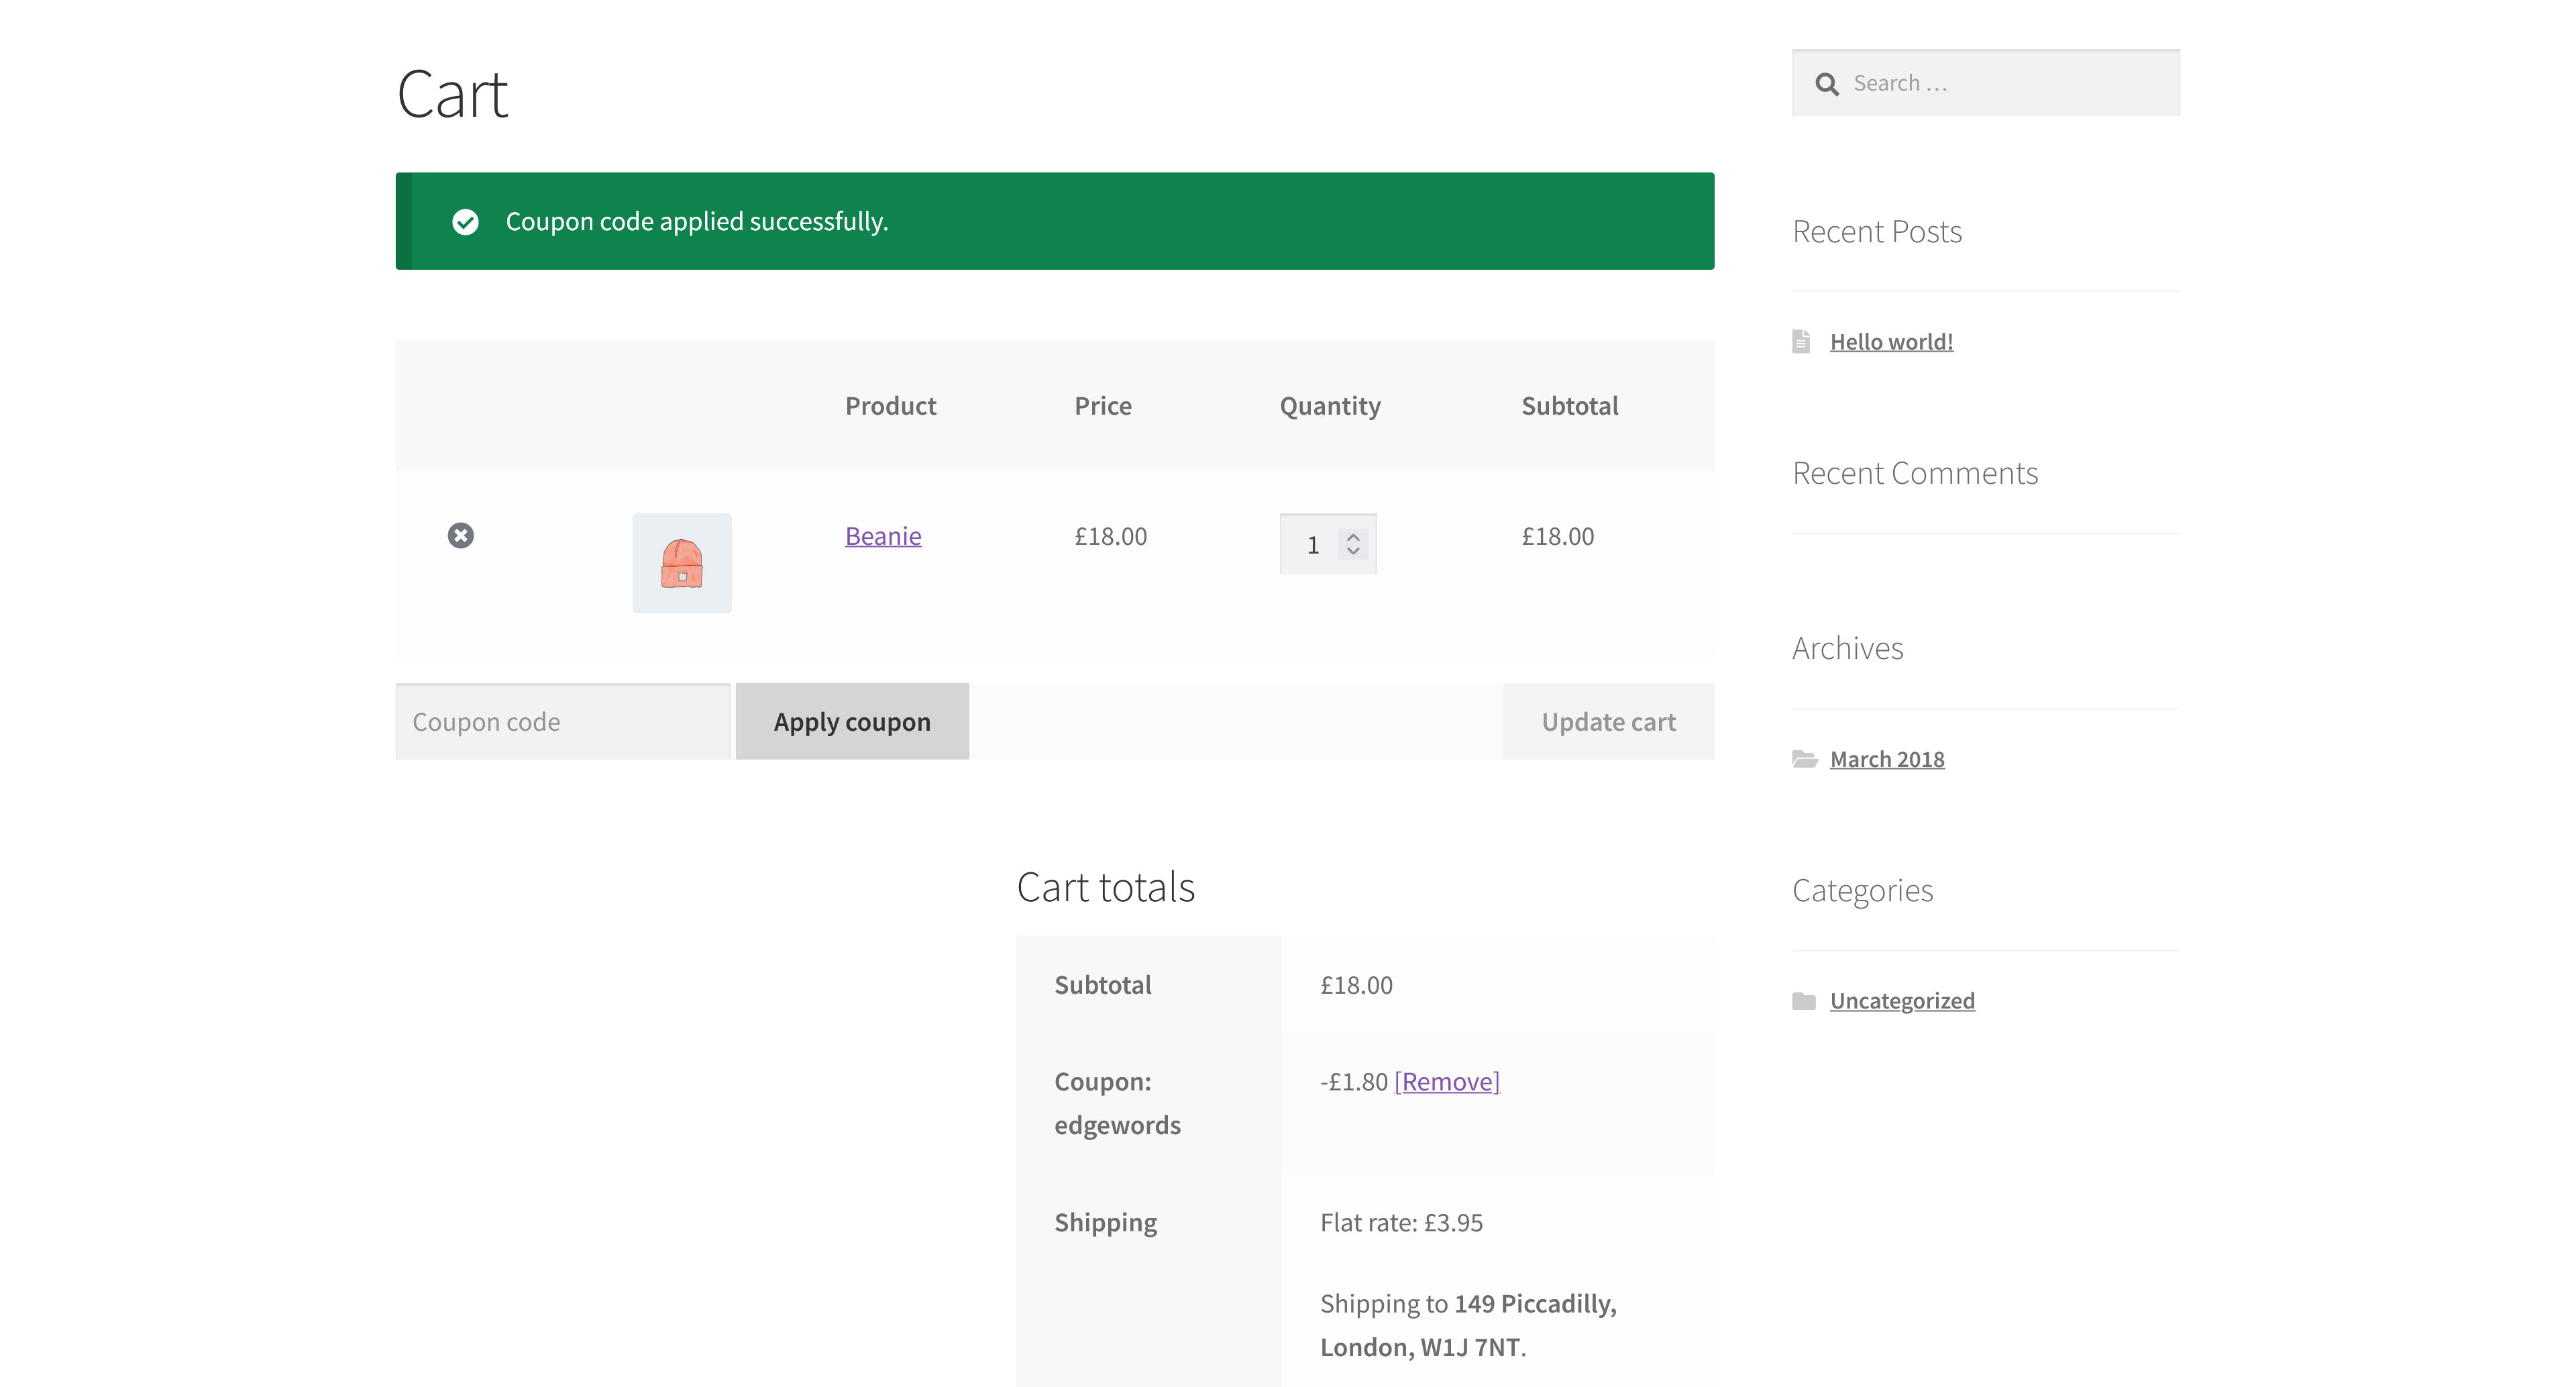 Cart
Search …
Coupon code applied successfully.
Product Price Quantity Subtotal
Beanie £18.00 1 £18.00
Coupon code Apply coupon Update cart
Cart totals
Subtotal £18.00
Coupon: -£1.80 [Remove]
edgewords
Shipping Flat rate: £3.95
Shipping to 149 Piccadilly,
London, W1J 7NT.
Recent Posts
Hello world!
Recent Comments
Archives
March 2018
Categories
Uncategorized